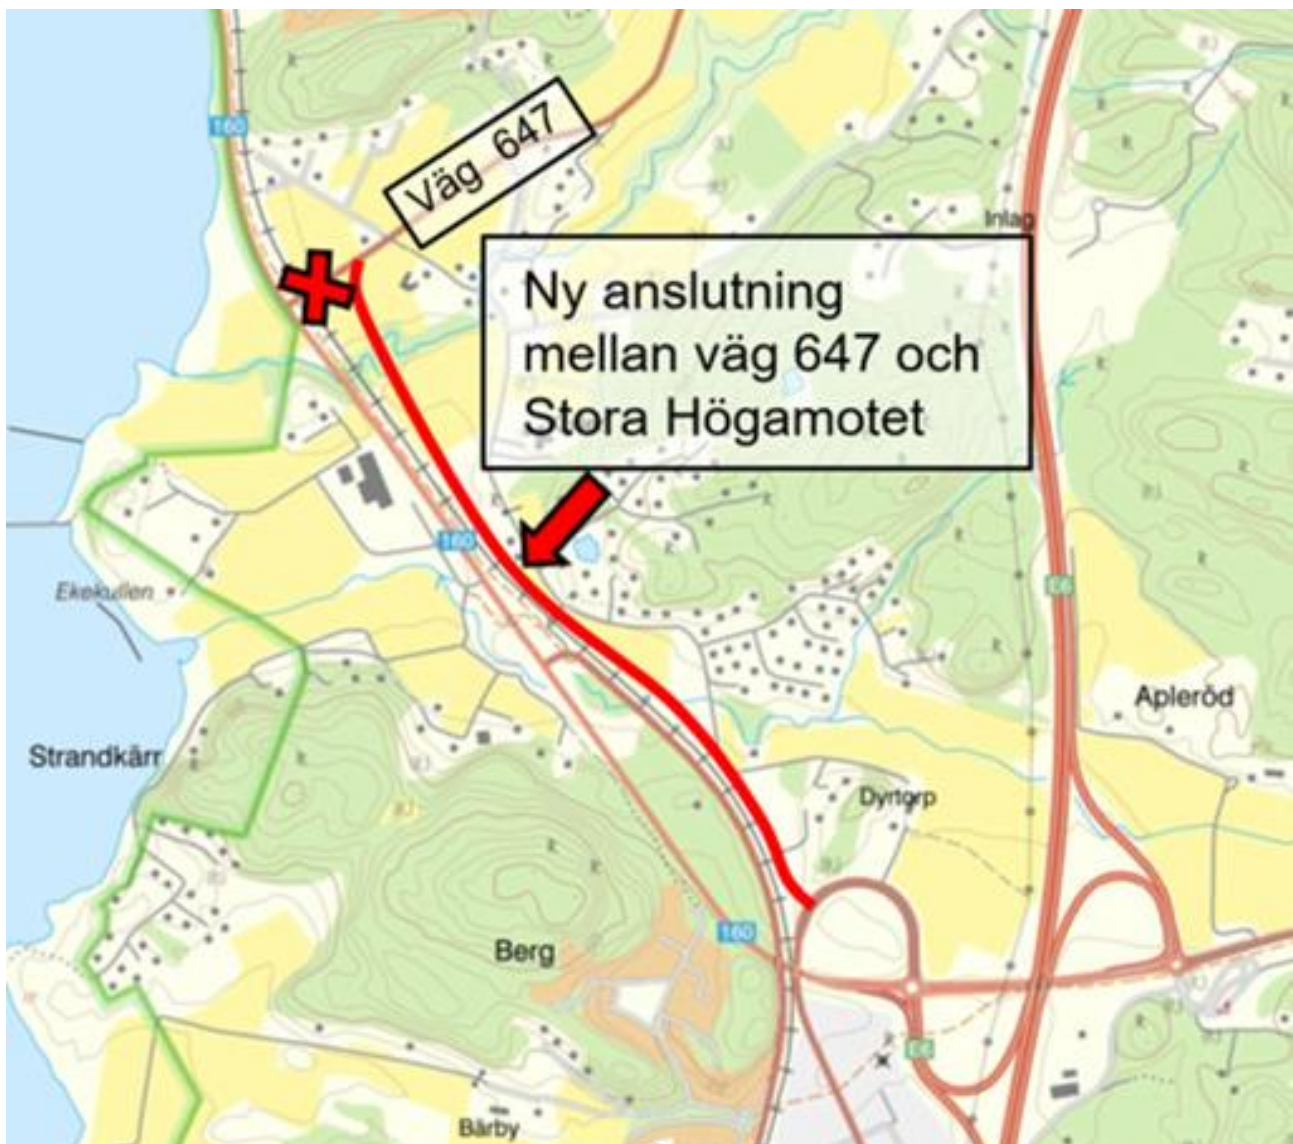 160
Väg 647
Inlag
Ny anslutning
mellan väg 647 och
Stora Högamotet
160
E6
Ekekullen
Apleröd
Strandkärr
Dyrtorp
160
Berg
E6
Bärby